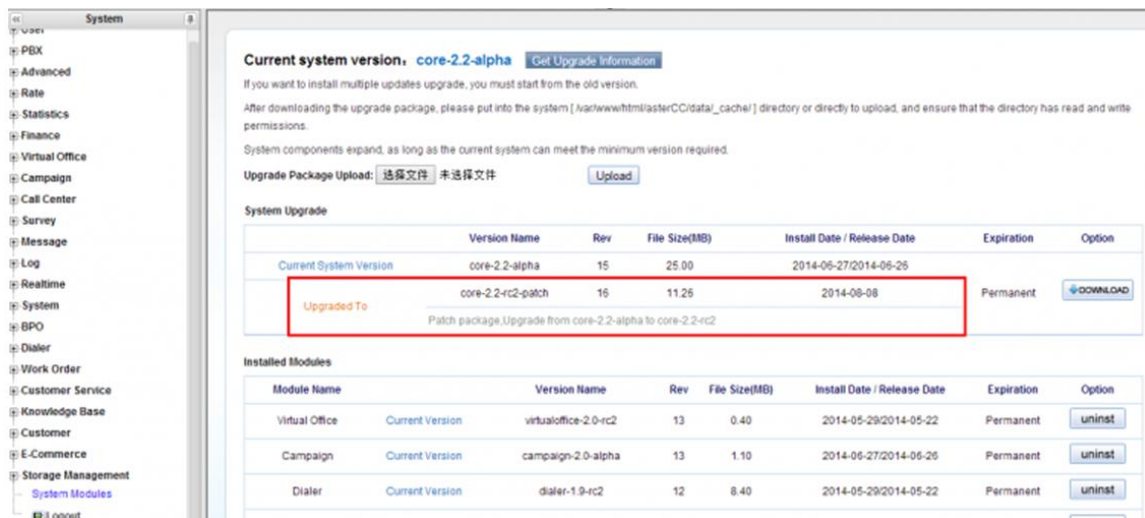 System
User
PBX
Advanced
Rate
Statistics
Finance
Virtual Office
Campaign
Call Center
Survey
Message
Log
Realtime
System
BPO
Dialer
Work Order
Customer Service
Knowledge Base
Customer
E-Commerce
Storage Management
System Modules
Logout
Current system version: core-2.2-alpha Get Upgrade Information
If you want to install multiple updates upgrade, you must start from the old version.
After downloading the upgrade package, please put into the system [ /var/www/html/asterCC/data/_cache/ ] directory or directly to upload, and ensure that the directory has read and write
permissions.
System components expand, as long as the current system can meet the minimum version required.
Upgrade Package Upload: 选择文件 未选择文件 Upload
System Upgrade
Version Name Rev File Size(MB) Install Date / Release Date Expiration Option
Current System Version core-2.2-alpha 15 25.00 2014-06-27/2014-06-26
Upgraded To core-2.2-rc2-patch 16 11.26 2014-08-08 Permanent DOWNLOAD
Patch package,Upgrade from core-2.2-alpha to core-2.2-rc2
Installed Modules
Module Name Version Name Rev File Size(MB) Install Date / Release Date Expiration Option
Virtual Office Current Version virtualoffice-2.0-rc2 13 0.40 2014-05-29/2014-05-22 Permanent uninst
Campaign Current Version campaign-2.0-alpha 13 1.10 2014-06-27/2014-06-26 Permanent uninst
Dialer Current Version dialer-1.9-rc2 12 8.40 2014-05-29/2014-05-22 Permanent uninst